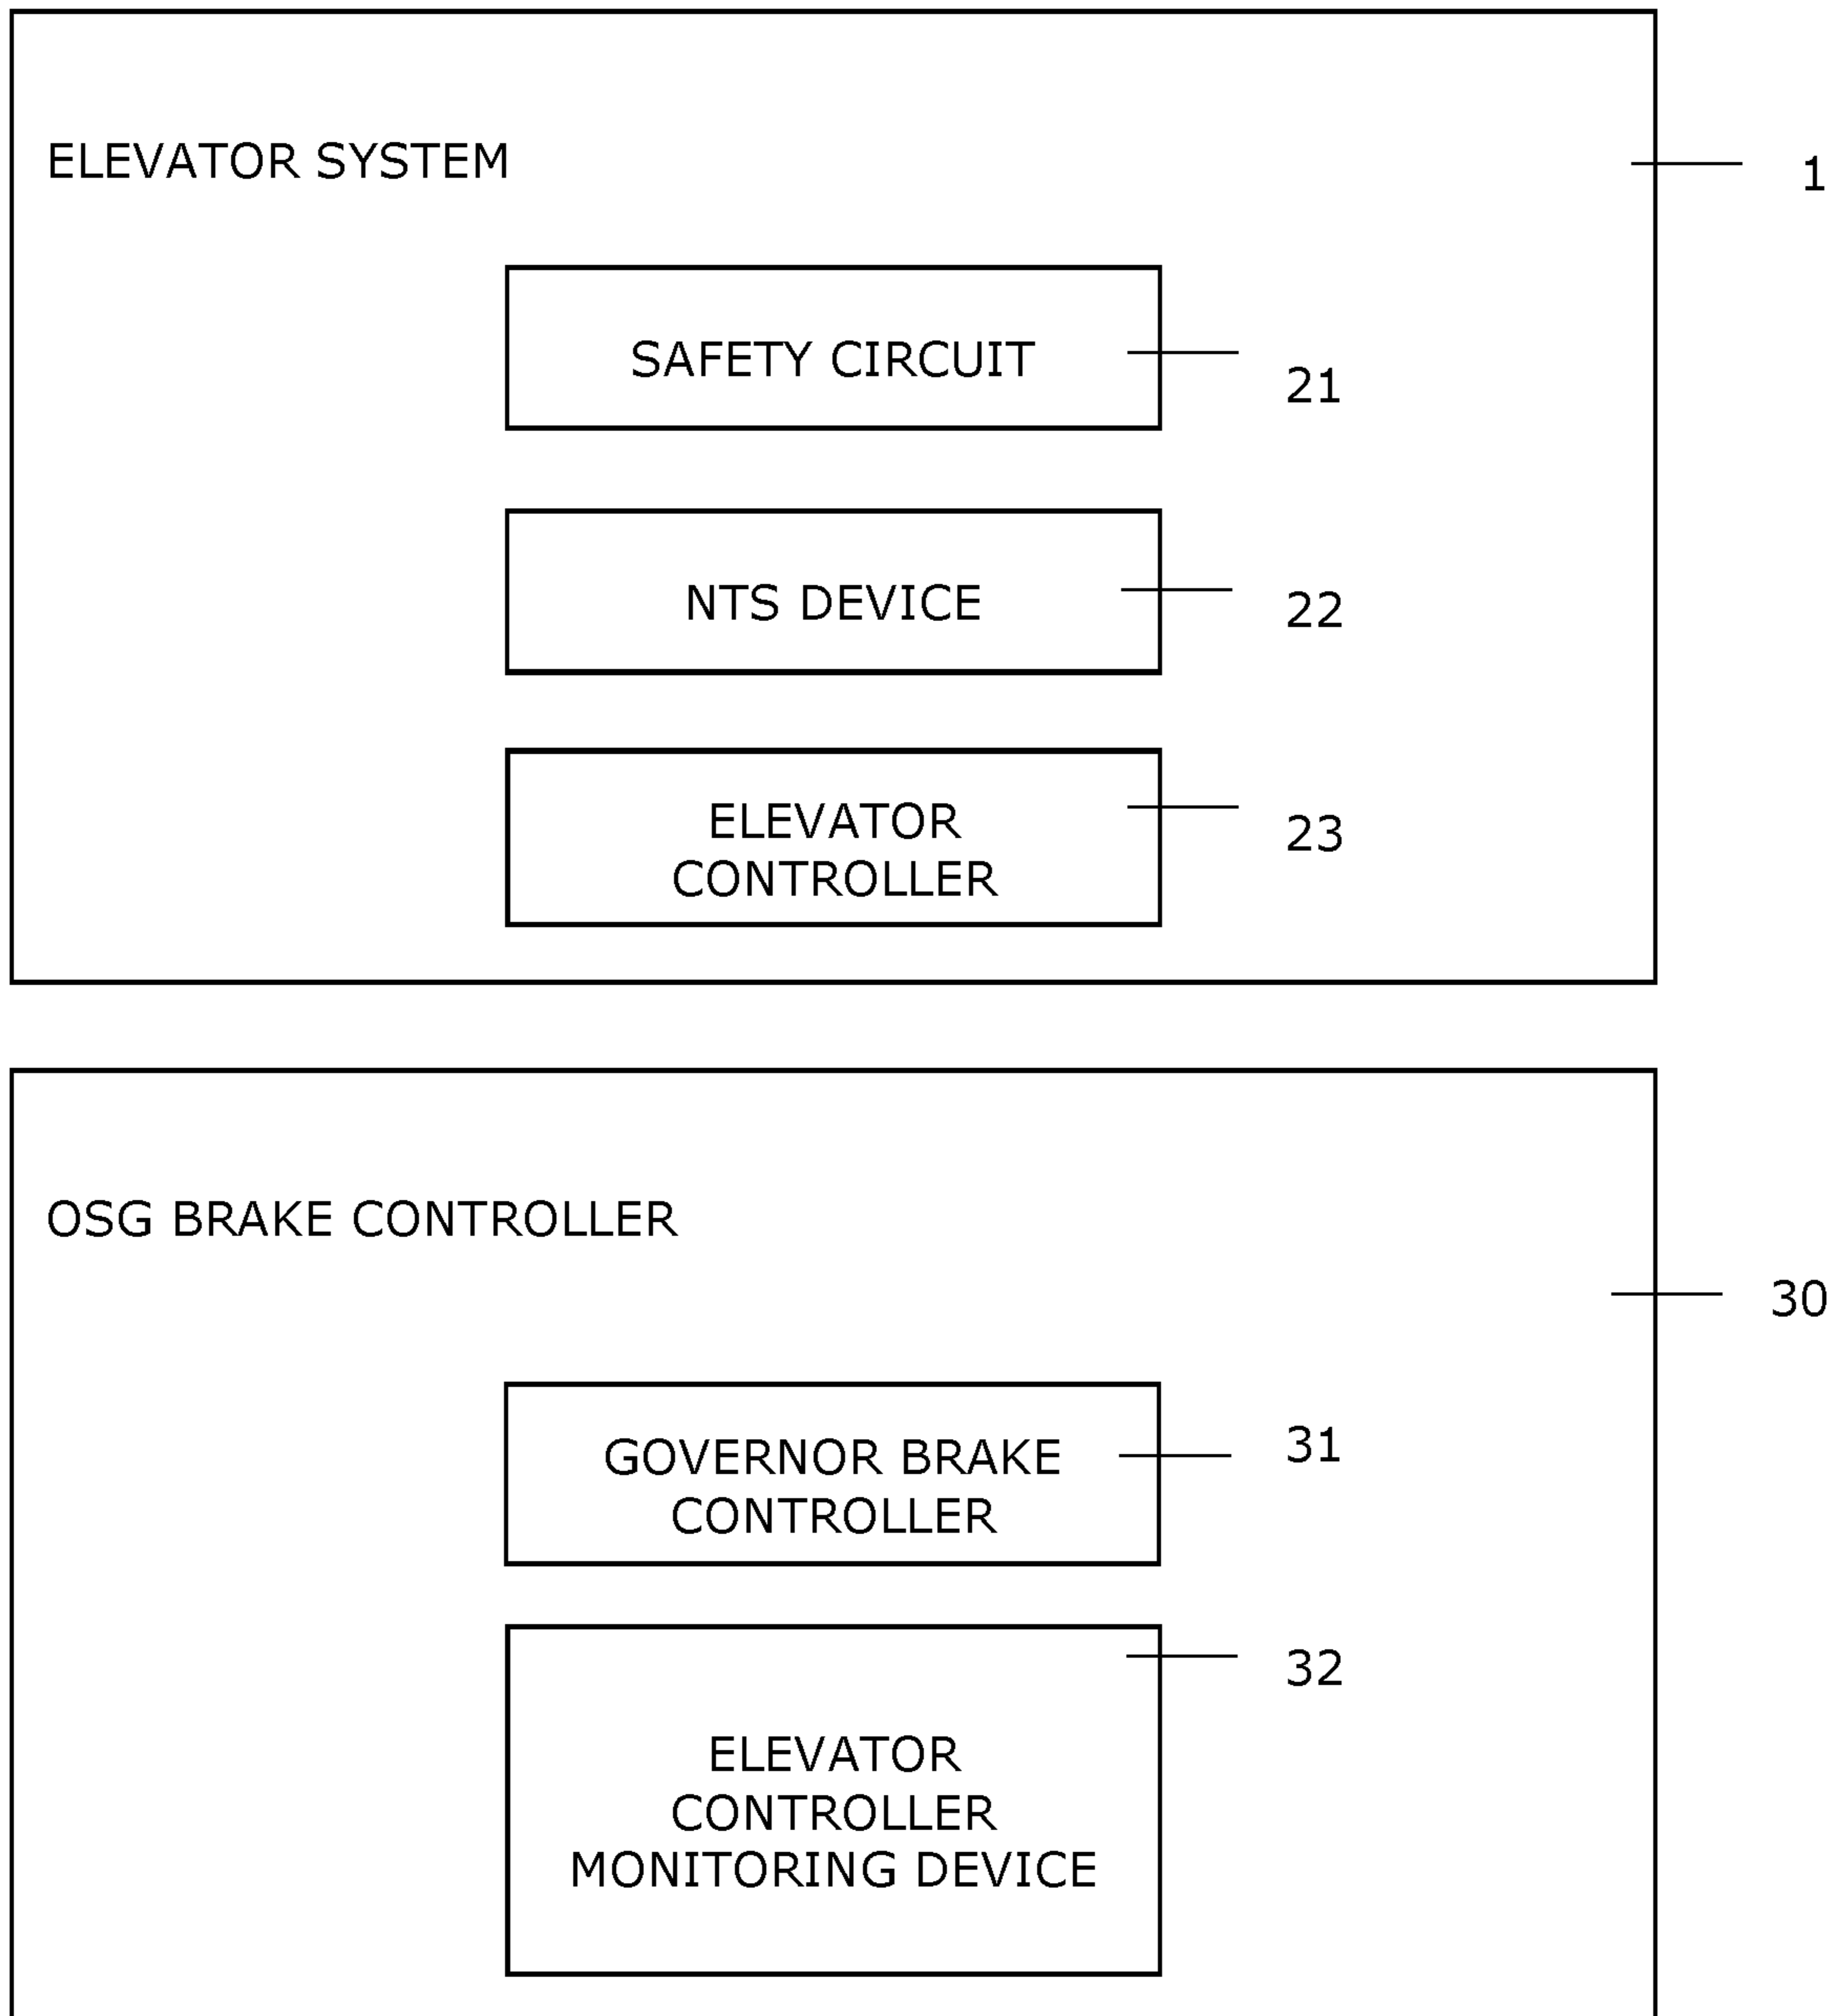 ELEVATOR SYSTEM
1
SAFETY CIRCUIT
21
NTS DEVICE
22
ELEVATOR
CONTROLLER
23
OSG BRAKE CONTROLLER
30
GOVERNOR BRAKE
CONTROLLER
31
32
ELEVATOR
CONTROLLER
MONITORING DEVICE